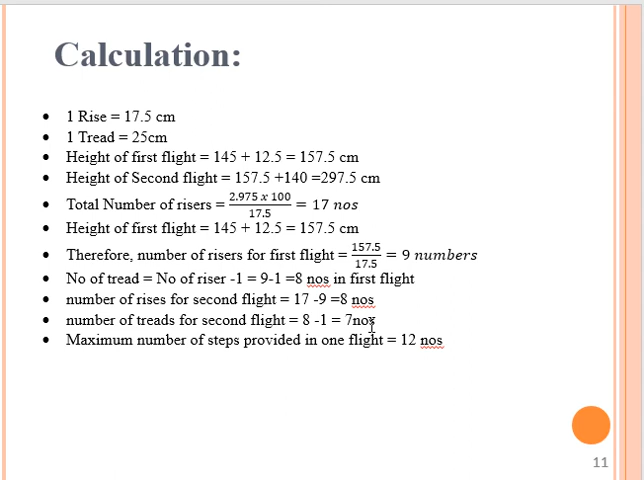 Calculation:
• 1 Rise = 17.5 cm
• 1 Tread = 25cm
• Height of first flight = 145 + 12.5 = 157.5 cm
• Height of Second flight = 157.5 +140 =297.5 cm
• Total Number of risers = 2.975 x 100 / 17.5 = 17 nos
• Height of first flight = 145 + 12.5 = 157.5 cm
• Therefore, number of risers for first flight = 157.5 / 17.5 = 9 numbers
• No of tread = No of riser -1 = 9-1 =8 nos in first flight
• number of rises for second flight = 17 -9 =8 nos
• number of treads for second flight = 8 -1 = 7nos
• Maximum number of steps provided in one flight = 12 nos
11